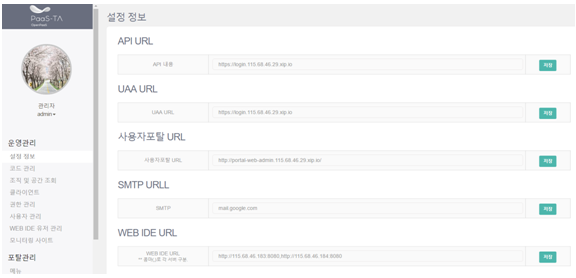 PaaS-TA
관리자
admin
운영관리
설정 정보
코드 관리
조직 및 공간 조회
클라이언트
권한 관리
사용자 관리
WEB IDE 유저 관리
모니터링 사이트
포탈관리
메뉴
설정 정보
API URL
API 내용 https://login.115.68.46.29.xip.io 저장
UAA URL
UAA URL https://login.115.68.46.29.xip.io 저장
사용자포탈 URL
사용자포탈 URL http://portal-web-admin.115.68.46.29.xip.io/ 저장
SMTP URLL
SMTP mail.google.com 저장
WEB IDE URL
WEB IDE URL http://115.68.46.183:8080,http://115.68.46.184:8080 저장